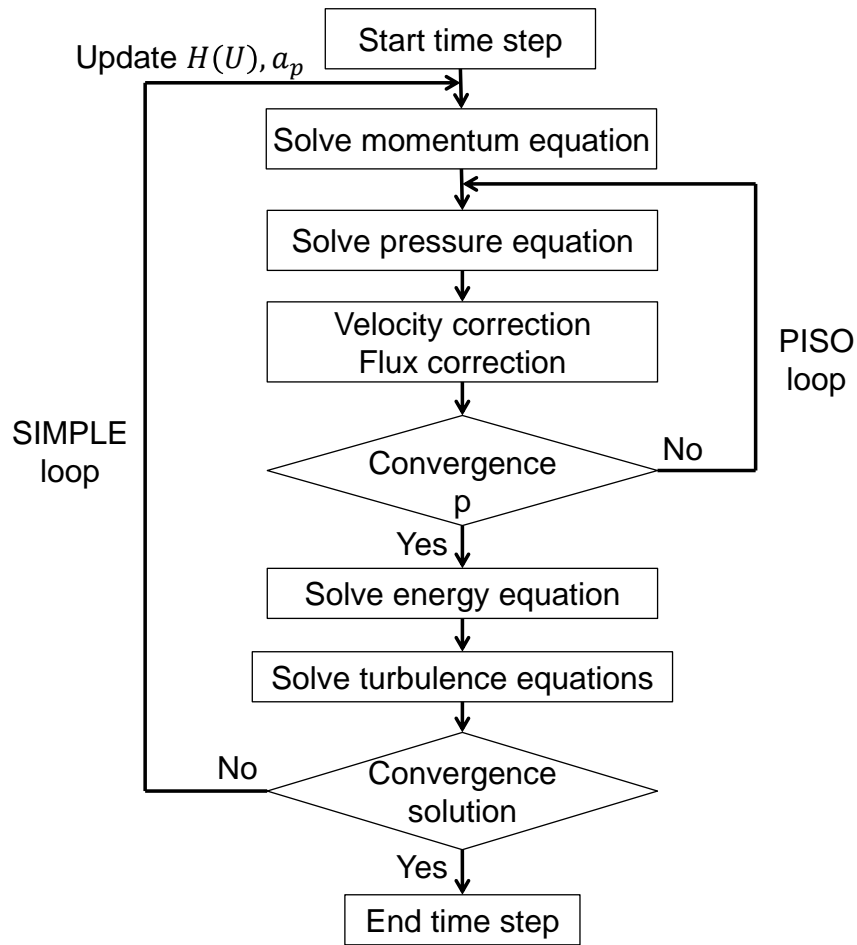 Start time step
Update H(U), a_p
Solve momentum equation
Solve pressure equation
Velocity correction
Flux correction
PISO
loop
SIMPLE
loop
Convergence
p
No
Yes
Solve energy equation
Solve turbulence equations
No
Convergence
solution
Yes
End time step